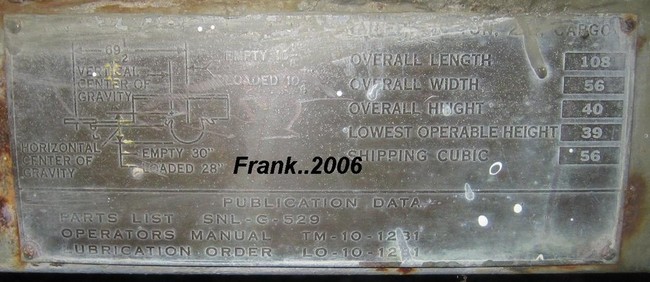 CARGO
69 1/2
EMPTY
VERTICAL
CENTER OF
GRAVITY
LOADED
HORIZONTAL
CENTER OF
GRAVITY
EMPTY 30"
LOADED 28"
OVERALL LENGTH 108
OVERALL WIDTH 56
OVERALL HEIGHT 40
LOWEST OPERABLE HEIGHT 39
SHIPPING CUBIC 56
Frank..2006
PUBLICATION DATA
PARTS LIST SNL-G-529
OPERATORS MANUAL TM-10-1281
LUBRICATION ORDER LO-10-1281